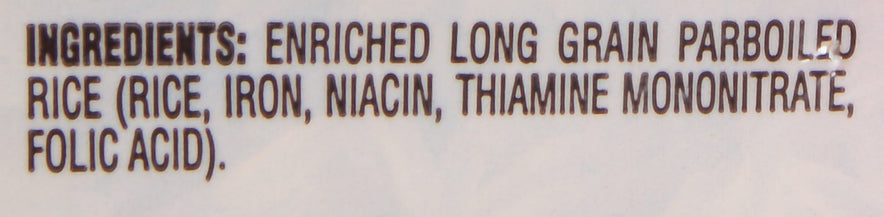 INGREDIENTS: ENRICHED LONG GRAIN PARBOILED
RICE (RICE, IRON, NIACIN, THIAMINE MONONITRATE,
FOLIC ACID).